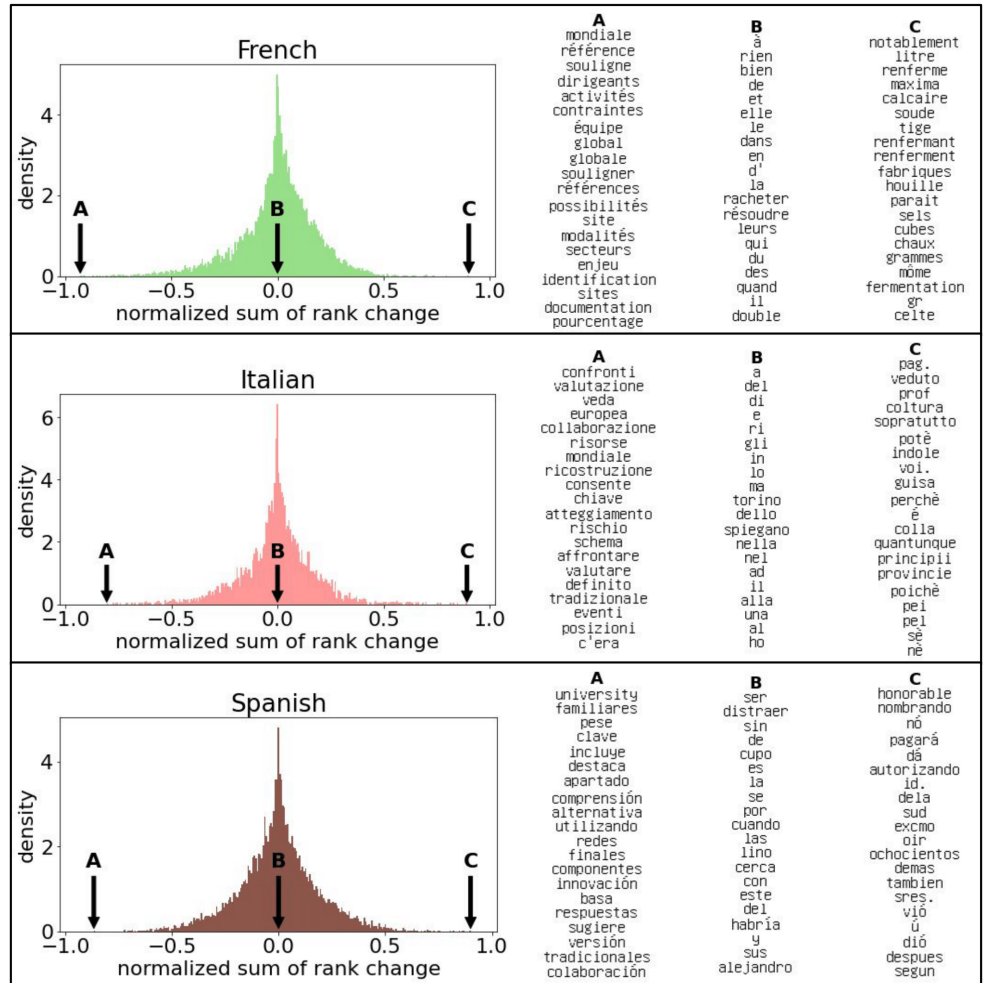 French
density
4
2
0
A
B
C
−1.0
−0.5
0.0
0.5
1.0
normalized sum of rank change
A
mondiale
référence
souligne
dirigeants
activités
contraintes
équipe
global
globale
souligner
références
possibilités
site
modalités
secteurs
enjeu
identification
sites
documentation
pourcentage
B
à
rien
bien
de
et
elle
le
dans
en
d'
la
racheter
résoudre
leurs
qui
du
des
quand
il
double
C
notablement
litre
renferme
maxima
calcaire
soude
tige
renfermant
renferment
fabriques
houille
parait
sels
cubes
chaux
grammes
môme
fermentation
gr
celte
Italian
density
6
4
2
0
A
B
C
−1.0
−0.5
0.0
0.5
1.0
normalized sum of rank change
A
confronti
valutazione
veda
europea
collaborazione
risorse
mondiale
ricostruzione
consente
chiave
atteggiamento
rischio
schema
affrontare
valutare
definito
tradizionale
eventi
posizioni
c'era
B
a
del
di
e
ri
gli
in
lo
ma
torino
dello
spiegano
nella
nel
ad
il
alla
una
al
ho
C
pag.
veduto
prof
coltura
sopratutto
potè
indole
voi.
guisa
perchè
é
colla
quantunque
principii
provincie
poichè
pei
pel
sè
nè
Spanish
density
4
2
0
A
B
C
−1.0
−0.5
0.0
0.5
1.0
normalized sum of rank change
A
university
familiares
pese
clave
incluye
destaca
apartado
comprensión
alternativa
utilizando
redes
finales
componentes
innovación
basa
respuestas
sugiere
versión
tradicionales
colaboración
B
ser
distraer
sin
de
cupo
es
la
se
por
cuando
las
lino
cerca
con
este
del
habría
y
sus
alejandro
C
honorable
nombrando
nó
pagará
dá
autorizando
id.
dela
sud
excmo
oir
ochocientos
demas
tambien
sres.
vió
ú
dió
despues
segun